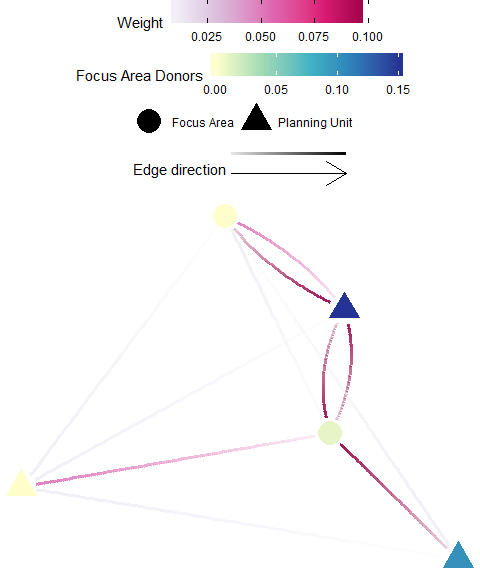 Weight
0.025 0.050 0.075 0.100
Focus Area Donors
0.00 0.05 0.10 0.15
Focus Area Planning Unit
Edge direction